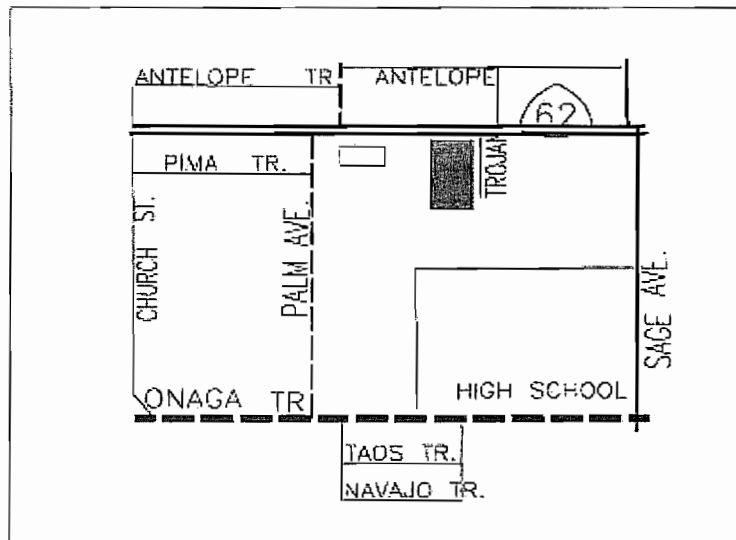 ANTELOPE TR
ANTELOPE
62
PIMA TR.
TROJAN
CHURCH ST.
PALM AVE.
SAGE AVE.
ONAGA TR
HIGH SCHOOL
TAOS TR.
NAVAJO TR.